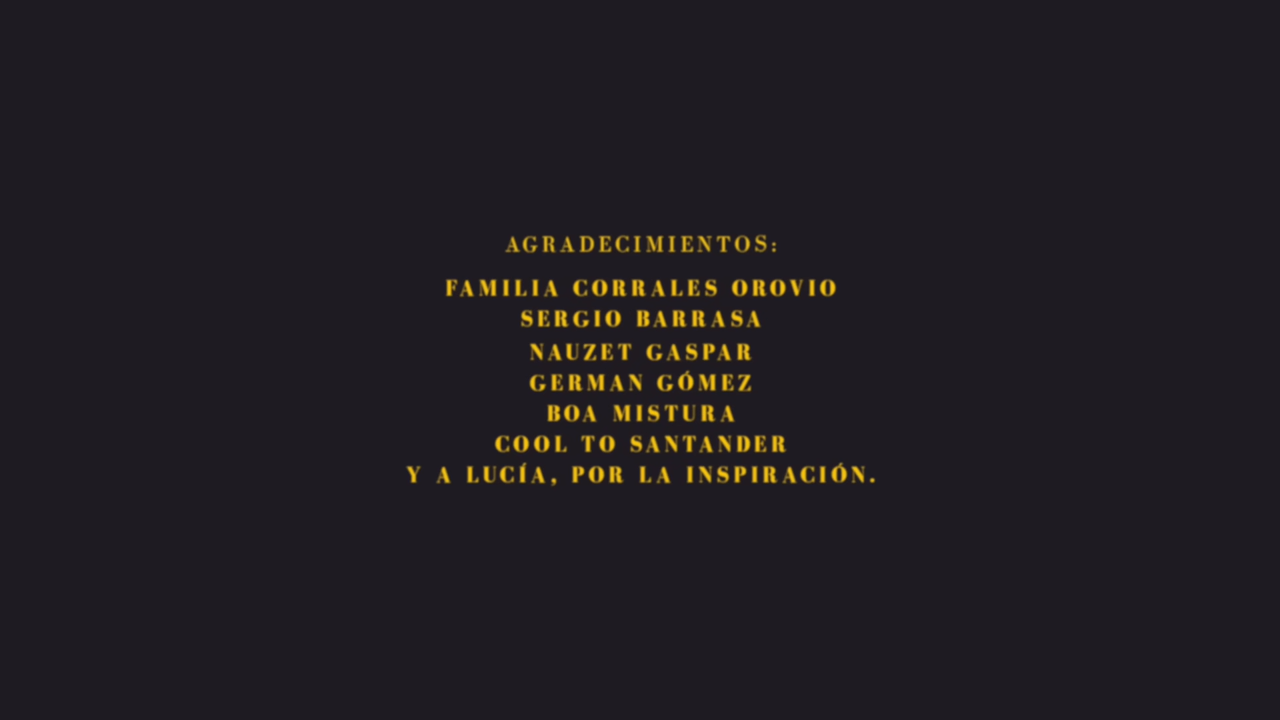 AGRADECIMIENTOS:
FAMILIA CORRALES OROVIO
SERGIO BARRASA
NAUZET GASPAR
GERMAN GÓMEZ
BOA MISTURA
COOL TO SANTANDER
Y A LUCÍA, POR LA INSPIRACIÓN.